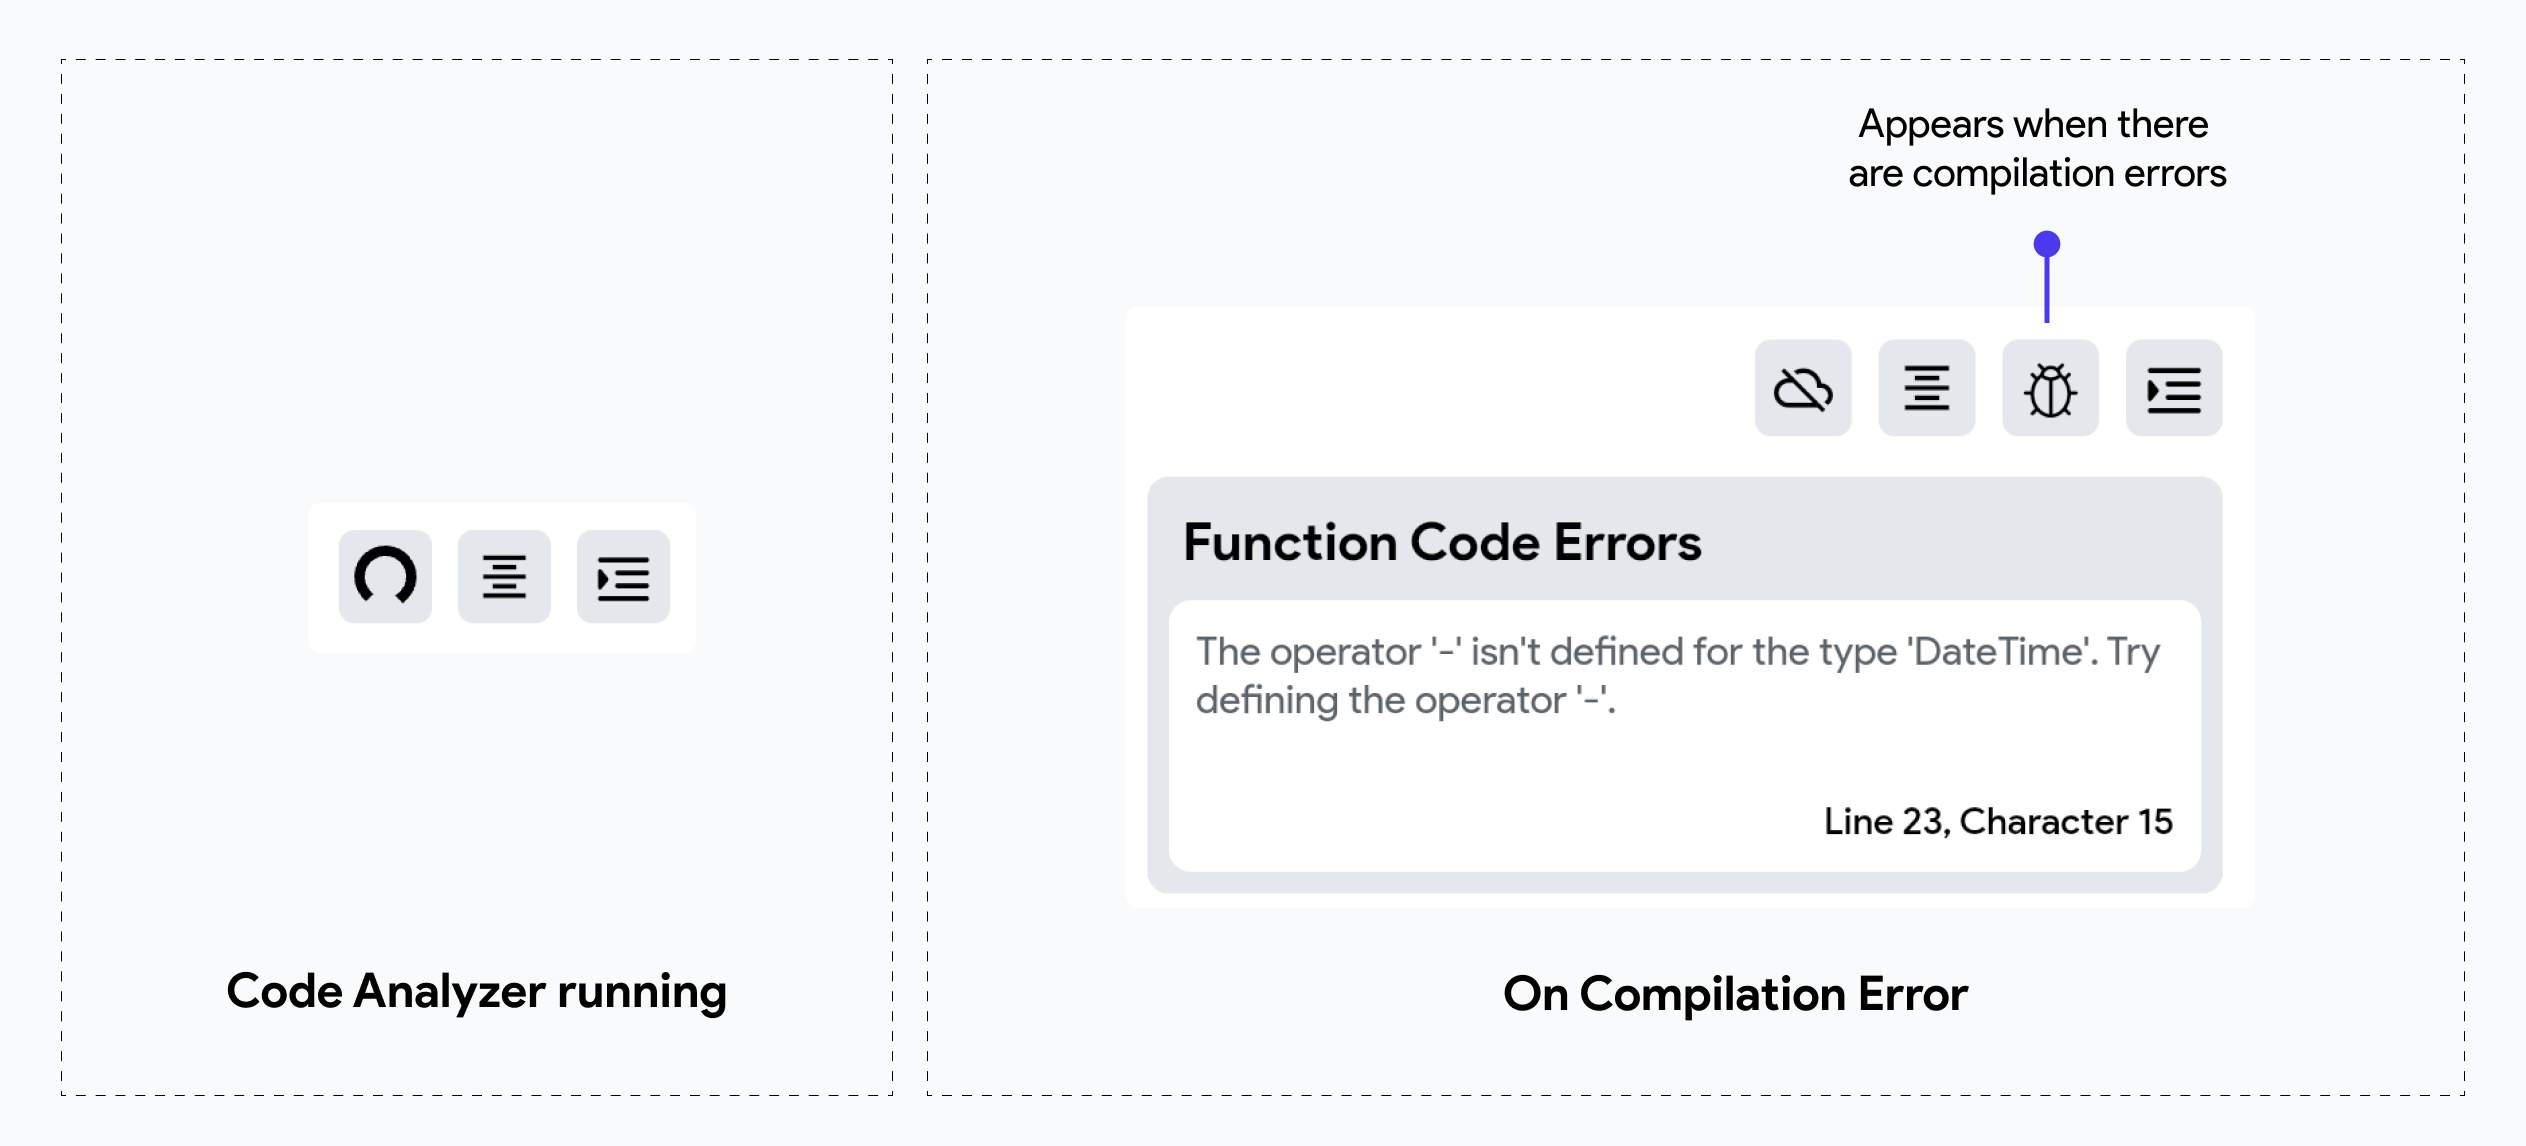 Appears when there
are compilation errors
Function Code Errors
The operator '-' isn't defined for the type 'DateTime'. Try
defining the operator '-'.
Line 23, Character 15
Code Analyzer running
On Compilation Error